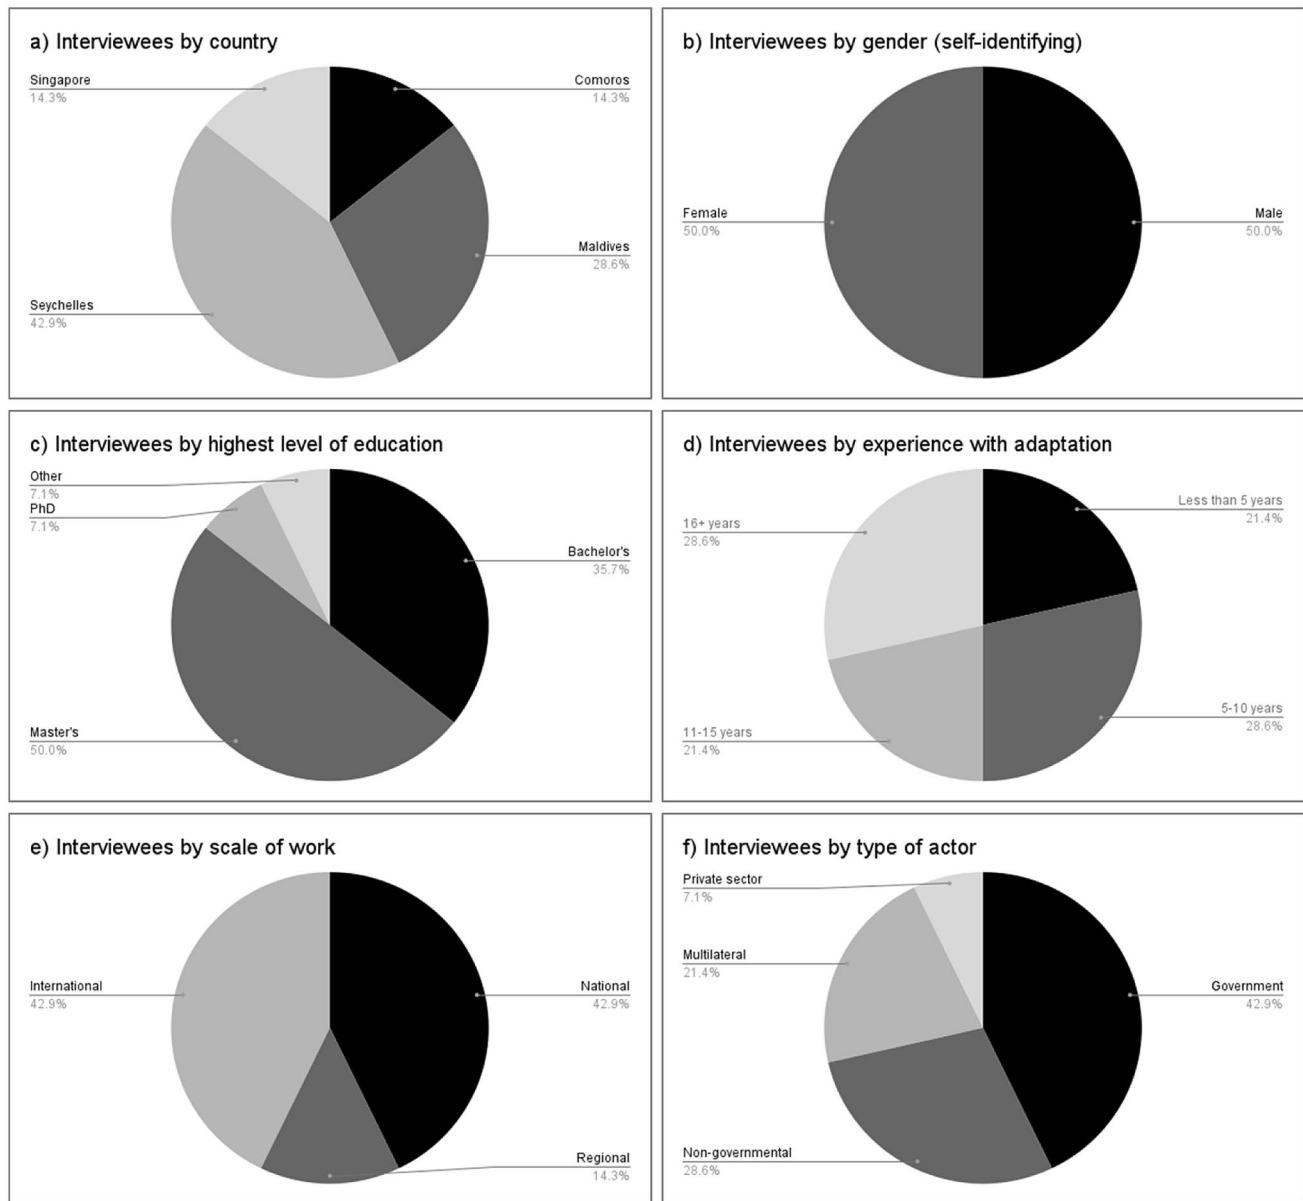 a) Interviewees by country
Singapore
14.3%
Comoros
14.3%
Maldives
28.6%
Seychelles
42.9%
b) Interviewees by gender (self-identifying)
Female
50.0%
Male
50.0%
c) Interviewees by highest level of education
Other
7.1%
PhD
7.1%
Bachelor's
35.7%
Master's
50.0%
d) Interviewees by experience with adaptation
Less than 5 years
21.4%
16+ years
28.6%
5-10 years
28.6%
11-15 years
21.4%
e) Interviewees by scale of work
International
42.9%
National
42.9%
Regional
14.3%
f) Interviewees by type of actor
Private sector
7.1%
Multilateral
21.4%
Government
42.9%
Non-governmental
28.6%